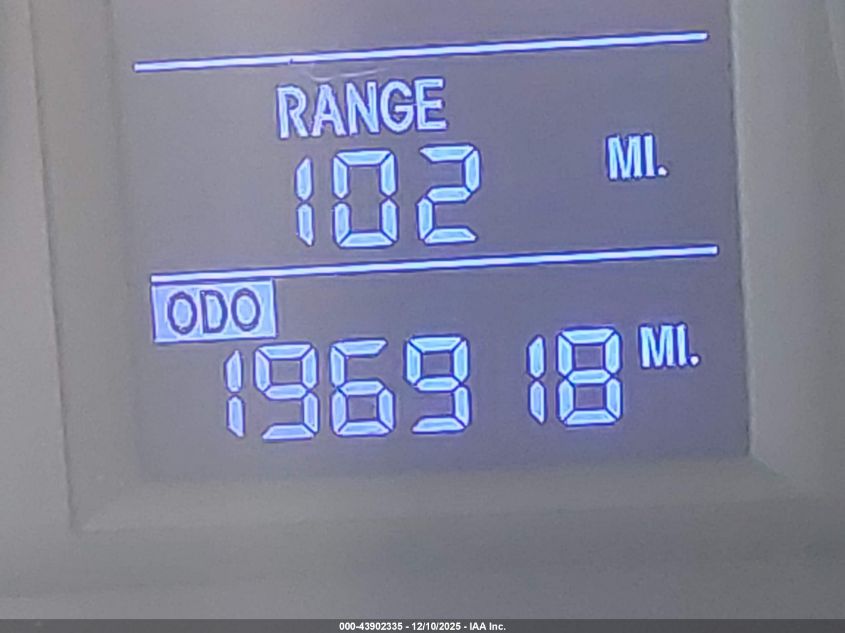 RANGE
102 MI.
ODO
196918 MI.
000-43902335 - 12/10/2025 - IAA Inc.